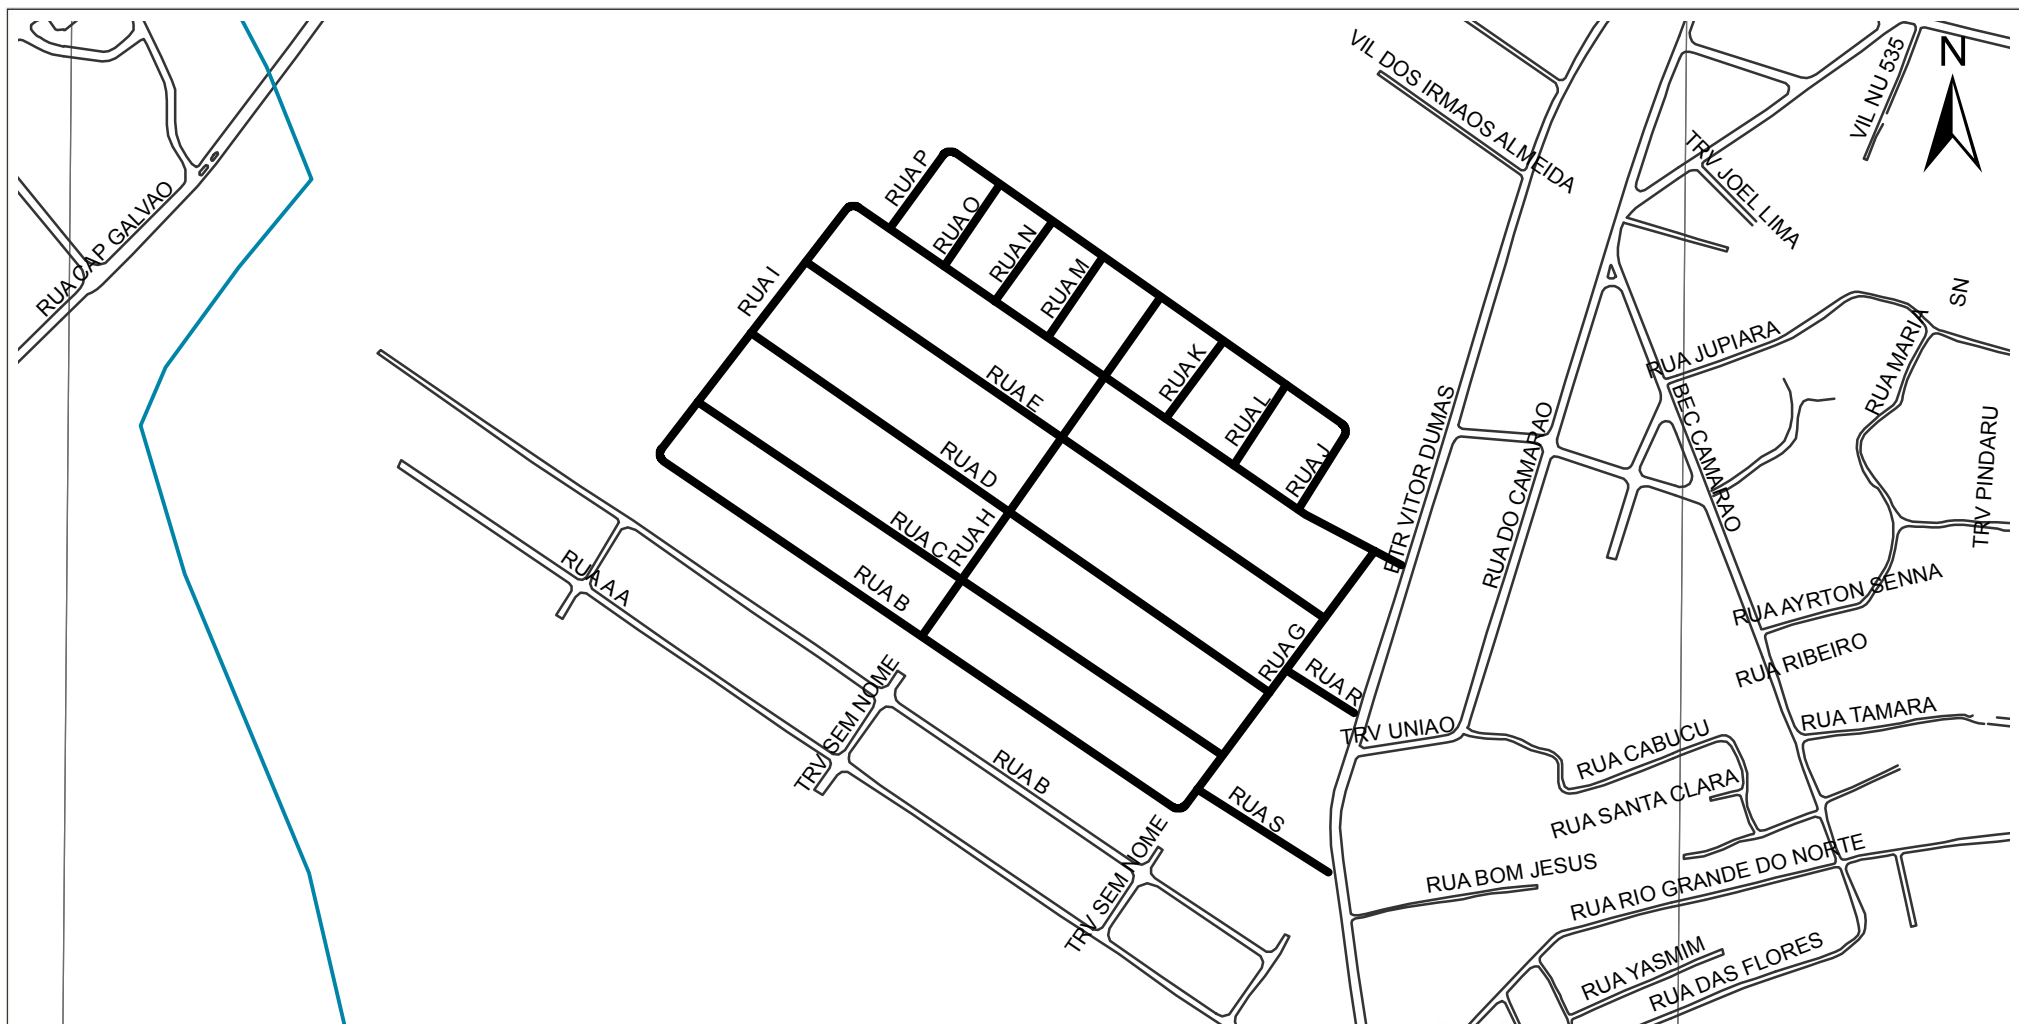 VIL DOS IRMAOS ALMEIDA
VIL NU 535
N
TRV JOEL LIMA
RUA CAP GALVAO
RUA P
RUA O
RUA N
RUA M
RUA I
RUA K
RUA L
RUA J
RUA E
RUA D
RUA C
RUA H
RUA B
RUA G
RUA R
RUA S
RUA A A
TRV SEM NOME
RUA B
TRV SEM NOME
ETR VITOR DUMAS
RUA DO CAMARAO
BEC CAMARAO
RUA JUPIARA
RUA MARIA
SN
TRV PINDARU
RUA AYRTON SENNA
RUA RIBEIRO
RUA TAMARA
TRV UNIAO
RUA CABUCU
RUA SANTA CLARA
RUA BOM JESUS
RUA RIO GRANDE DO NORTE
RUA YASMIM
RUA DAS FLORES